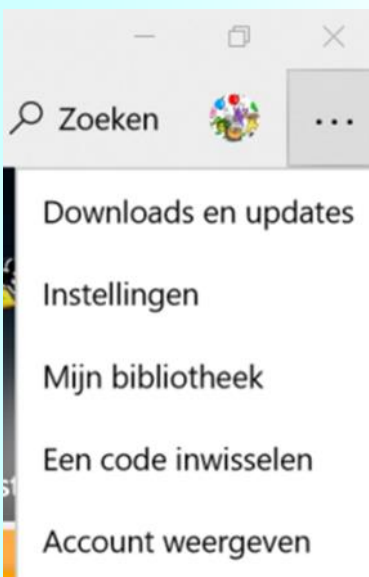 Zoeken
Downloads en updates
Instellingen
Mijn bibliotheek
Een code inwisselen
Account weergeven